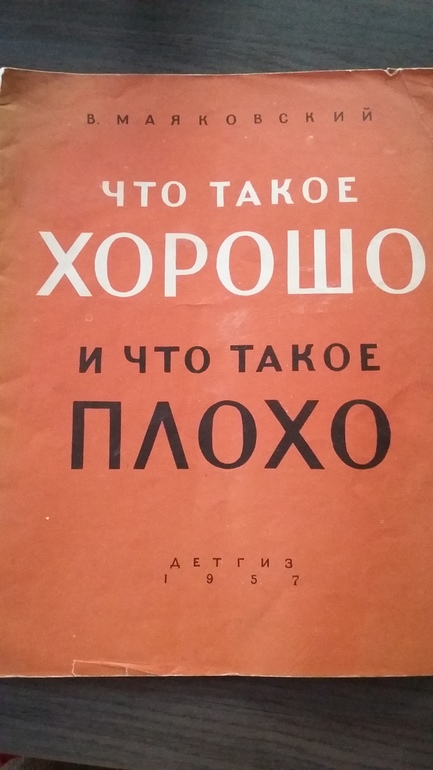 В. МАЯКОВСКИЙ
ЧТО ТАКОЕ
ХОРОШО
И ЧТО ТАКОЕ
ПЛОХО
ДЕТГИЗ
1957